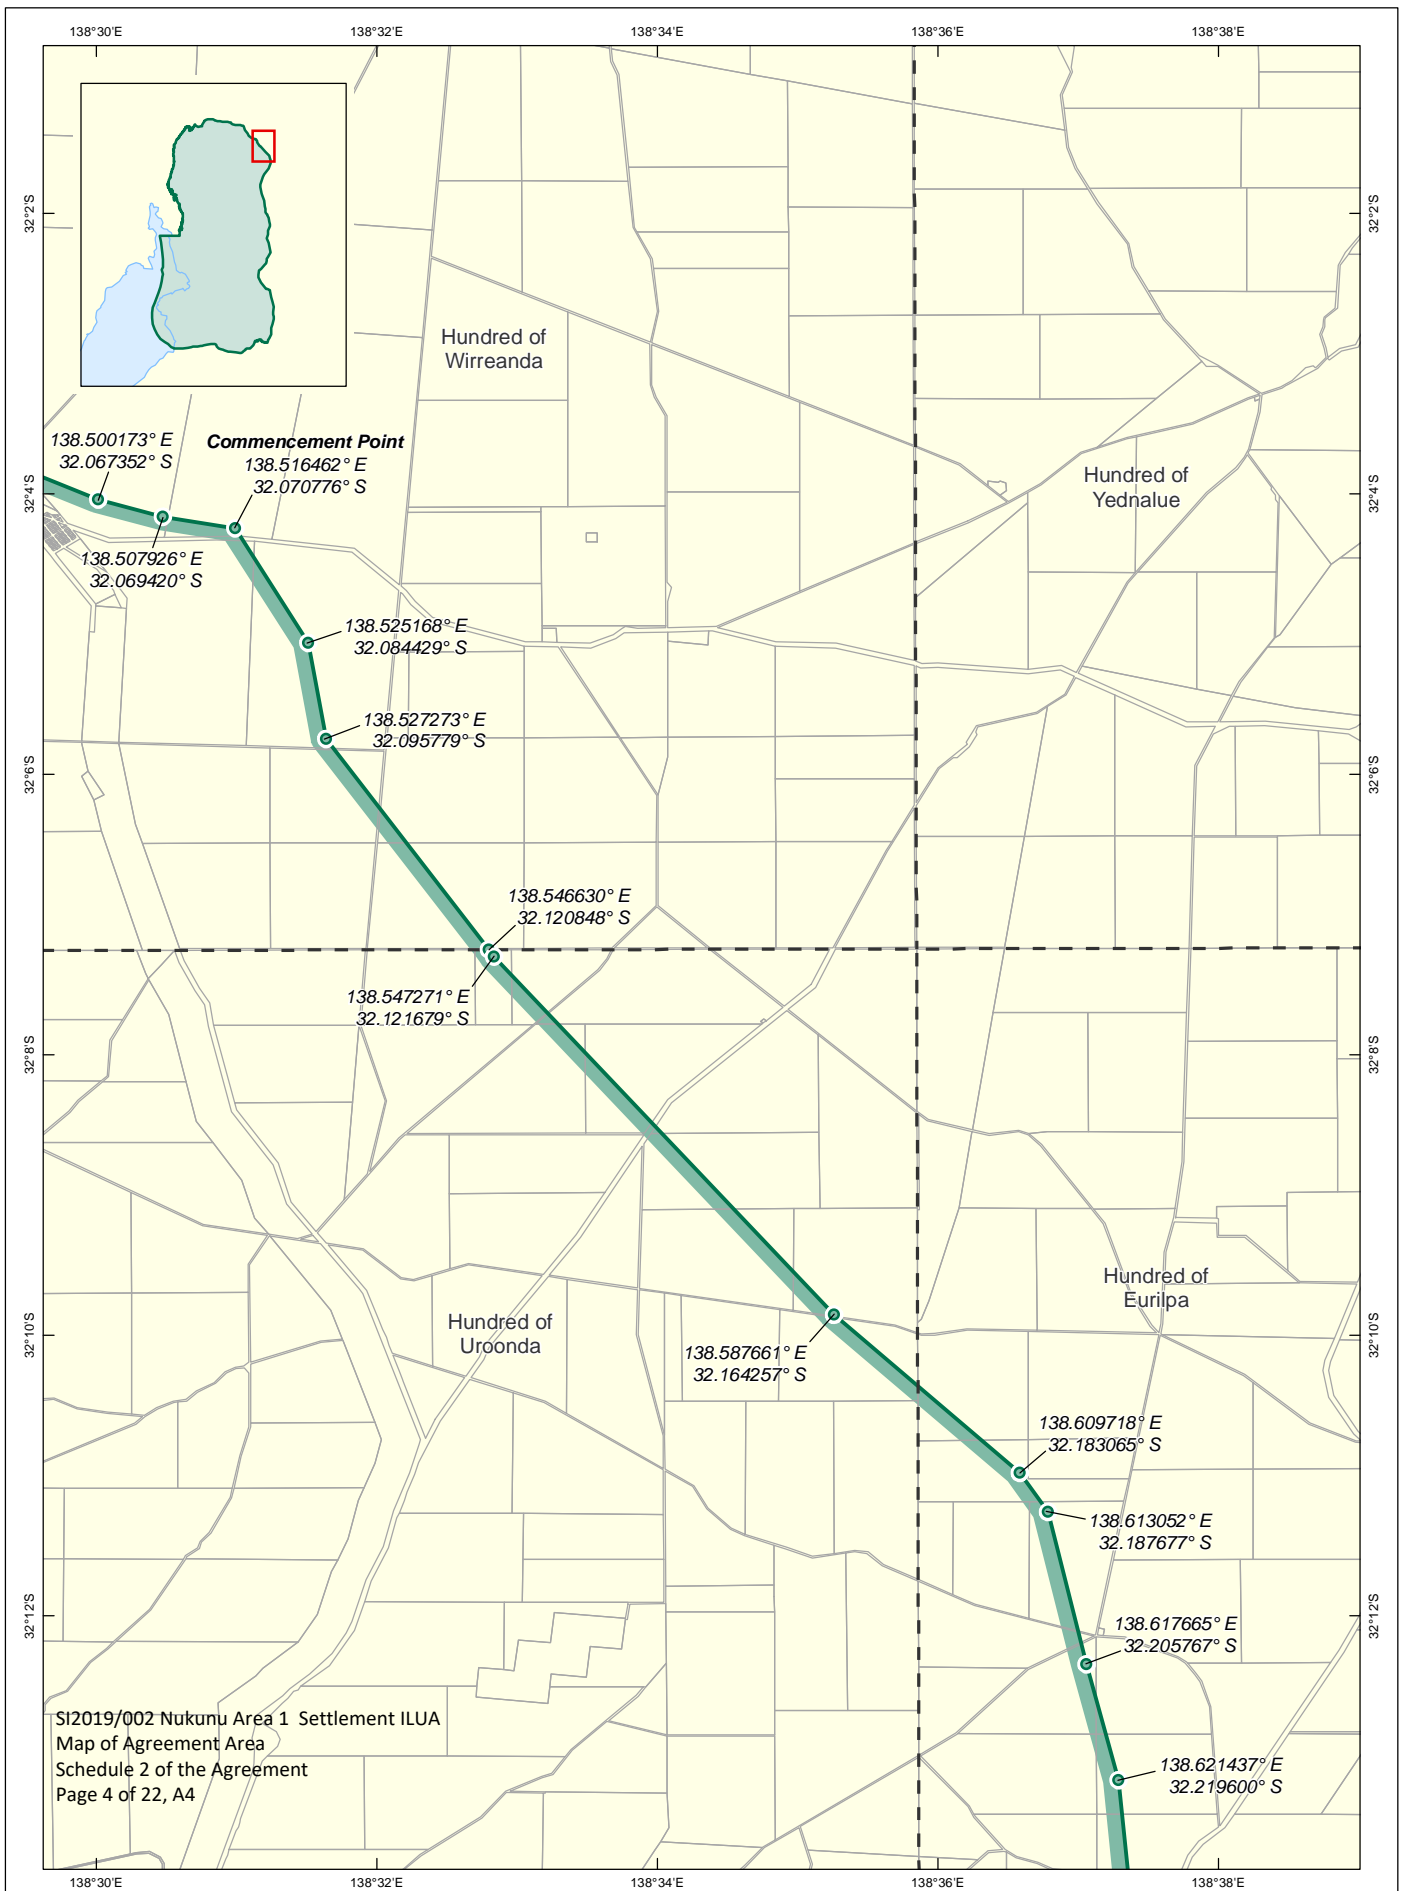 138°30'E
138°32'E
138°34'E
138°36'E
138°38'E
32°2'S
32°2'S
Hundred of
Wirreanda
138.500173° E
32.067352° S
Commencement Point
138.516462° E
32.070776° S
Hundred of
Yednalue
32°4'S
32°4'S
138.507926° E
32.069420° S
138.525168° E
32.084429° S
138.527273° E
32.095779° S
32°6'S
32°6'S
138.546630° E
32.120848° S
138.547271° E
32.121679° S
32°8'S
32°8'S
Hundred of
Eurilpa
Hundred of
Uroonda
32°10'S
32°10'S
138.587661° E
32.164257° S
138.609718° E
32.183065° S
138.613052° E
32.187677° S
32°12'S
32°12'S
138.617665° E
32.205767° S
SI2019/002 Nukunu Area 1 Settlement ILUA
Map of Agreement Area
Schedule 2 of the Agreement
Page 4 of 22, A4
138.621437° E
32.219600° S
138°30'E
138°32'E
138°34'E
138°36'E
138°38'E